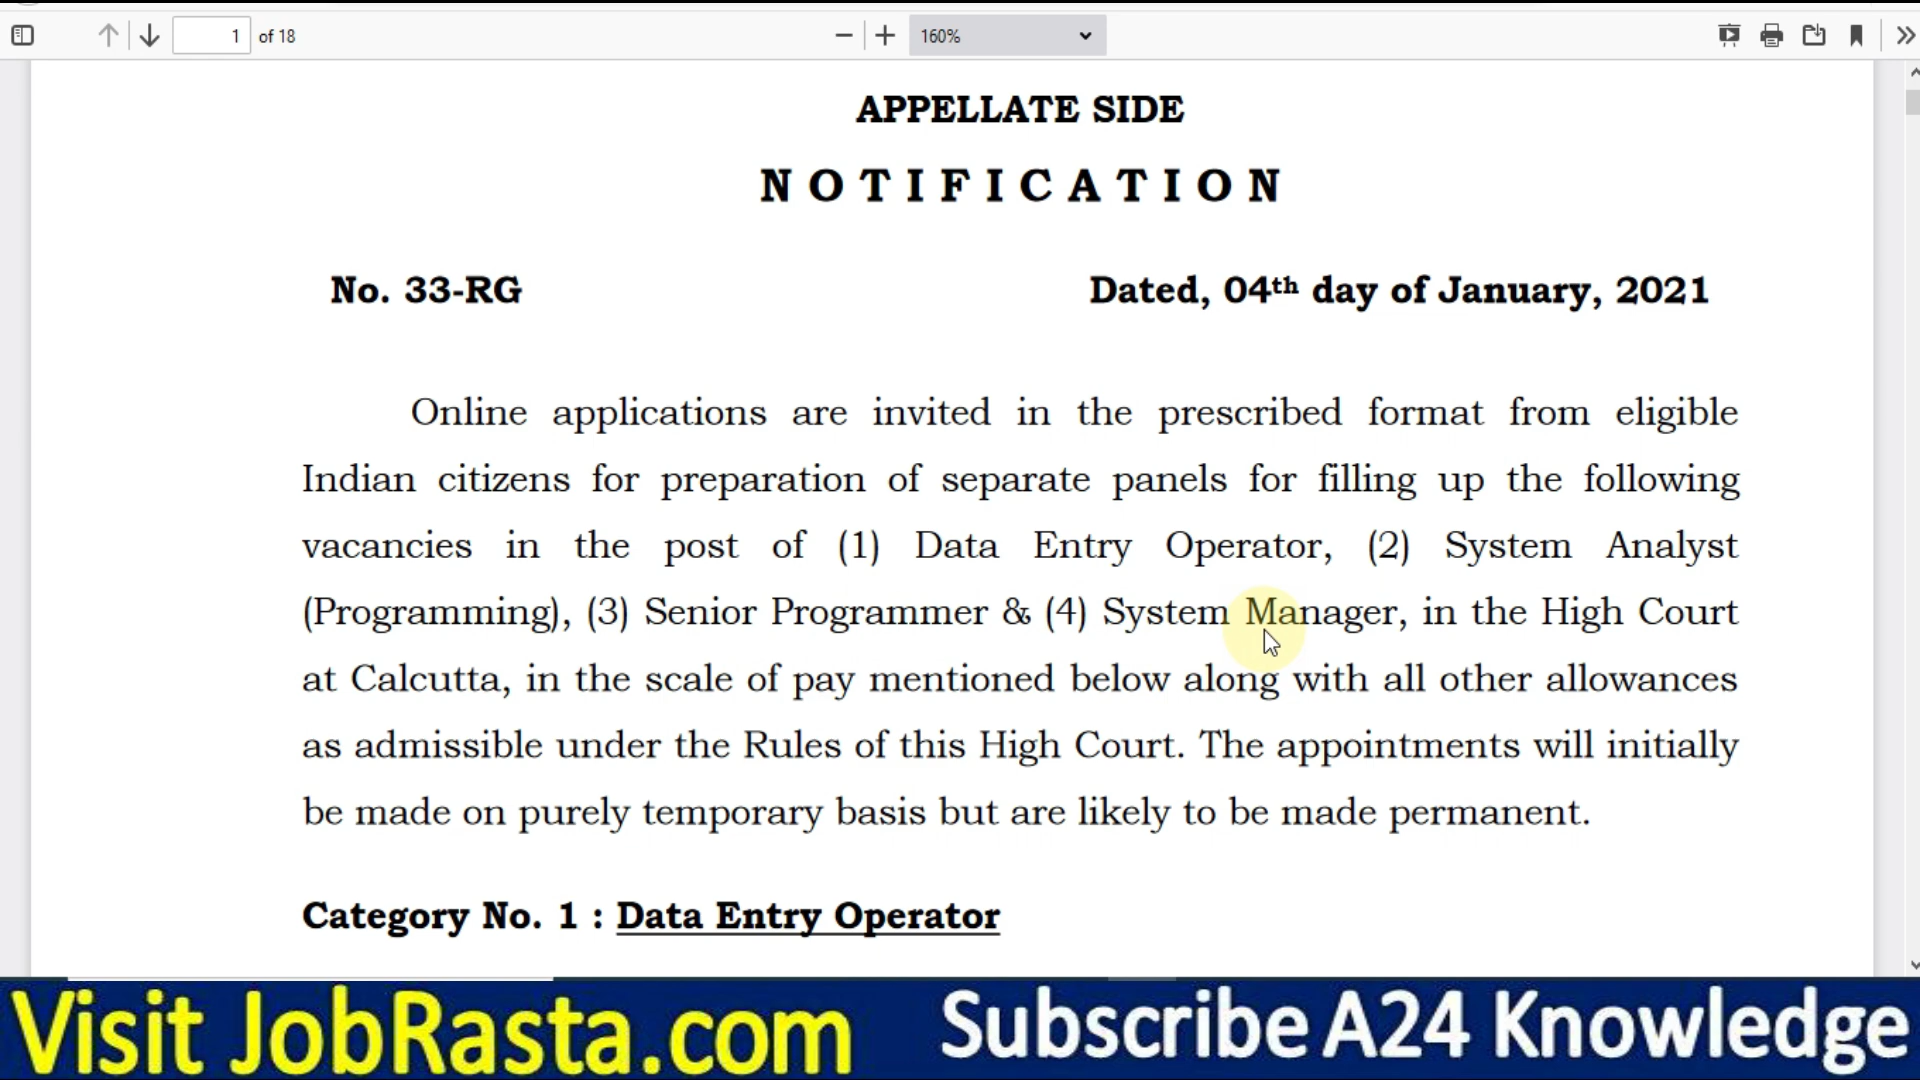 1 of 18 160%
APPELLATE SIDE
NOTIFICATION
No. 33-RG Dated, 04th day of January, 2021
Online applications are invited in the prescribed format from eligible
Indian citizens for preparation of separate panels for filling up the following
vacancies in the post of (1) Data Entry Operator, (2) System Analyst
(Programming), (3) Senior Programmer & (4) System Manager, in the High Court
at Calcutta, in the scale of pay mentioned below along with all other allowances
as admissible under the Rules of this High Court. The appointments will initially
be made on purely temporary basis but are likely to be made permanent.
Category No. 1 : Data Entry Operator
Visit JobRasta.com Subscribe A24 Knowledge